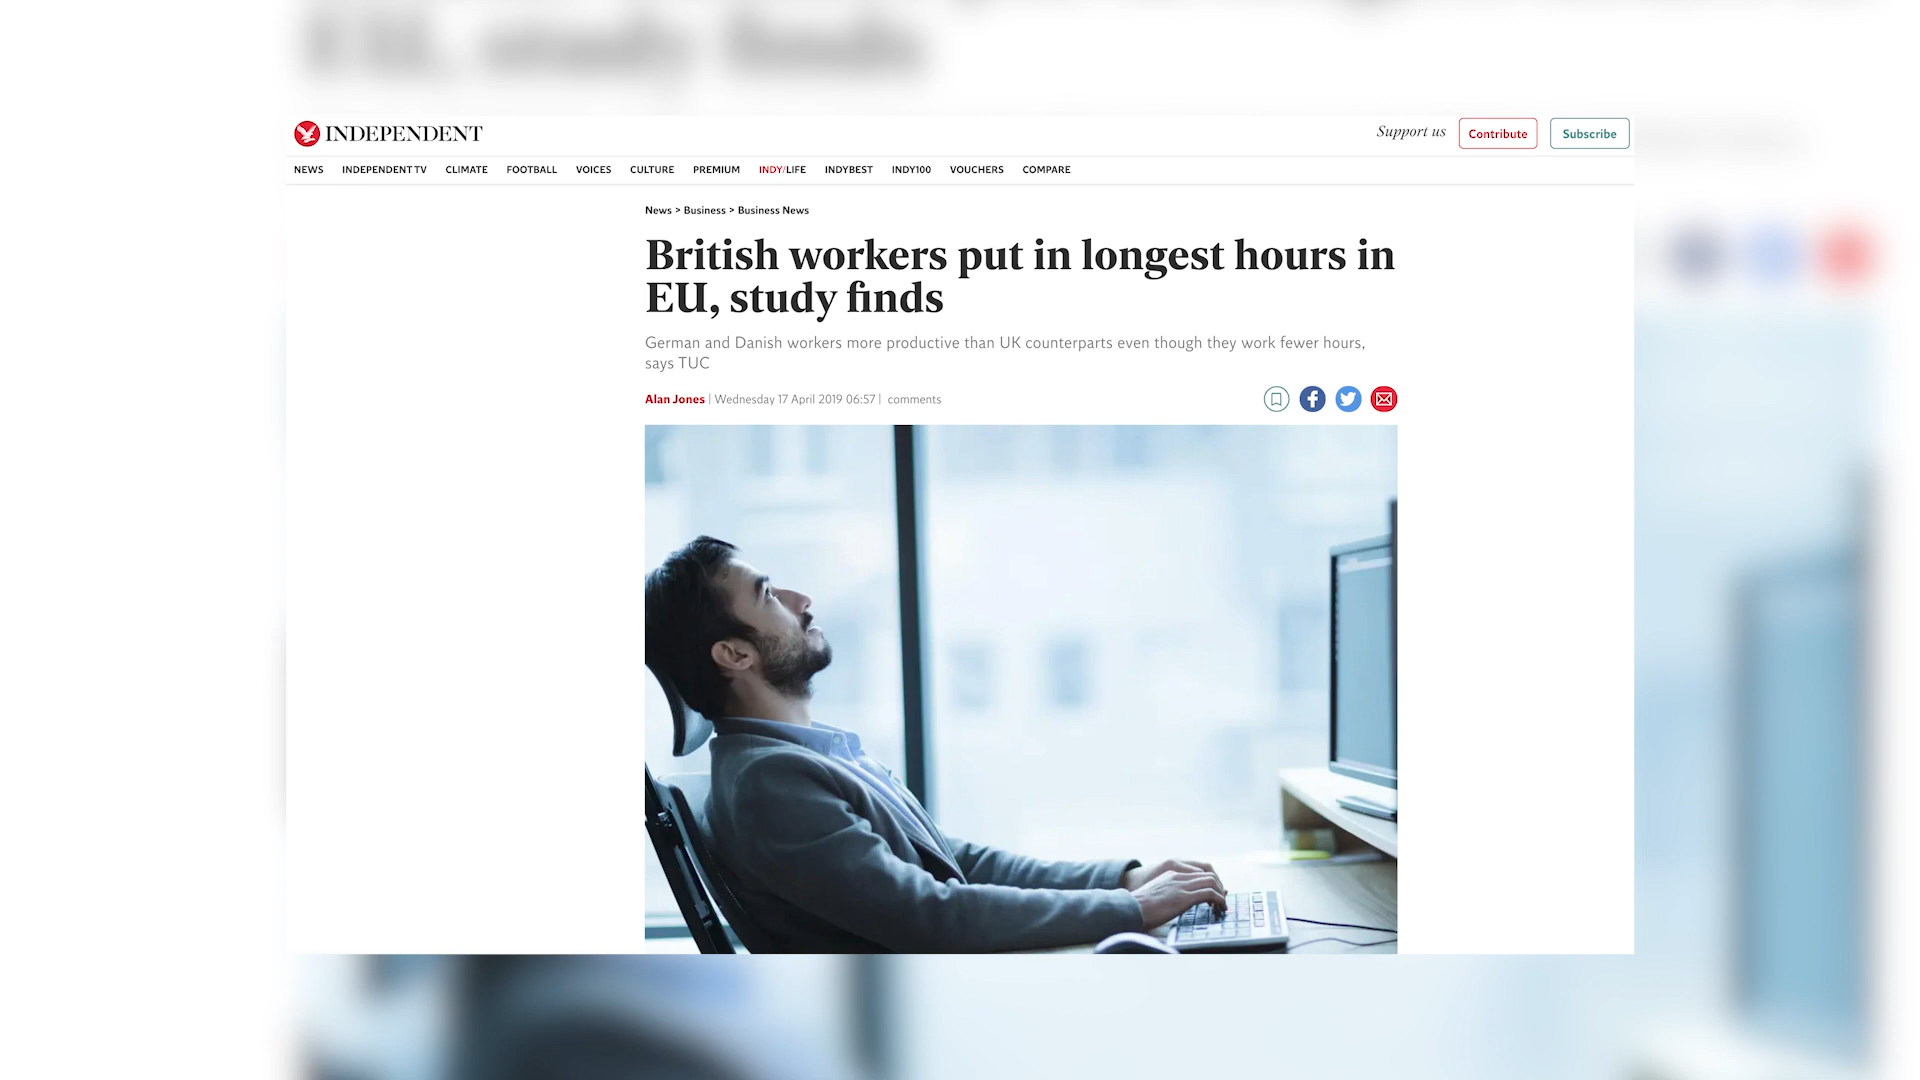 EU, study finds
INDEPENDENT
Support us
Contribute
Subscribe
NEWS INDEPENDENT TV CLIMATE FOOTBALL VOICES CULTURE PREMIUM INDY/LIFE INDYBEST INDY100 VOUCHERS COMPARE
News > Business > Business News
British workers put in longest hours in
EU, study finds
German and Danish workers more productive than UK counterparts even though they work fewer hours,
says TUC
Alan Jones | Wednesday 17 April 2019 06:57 | comments